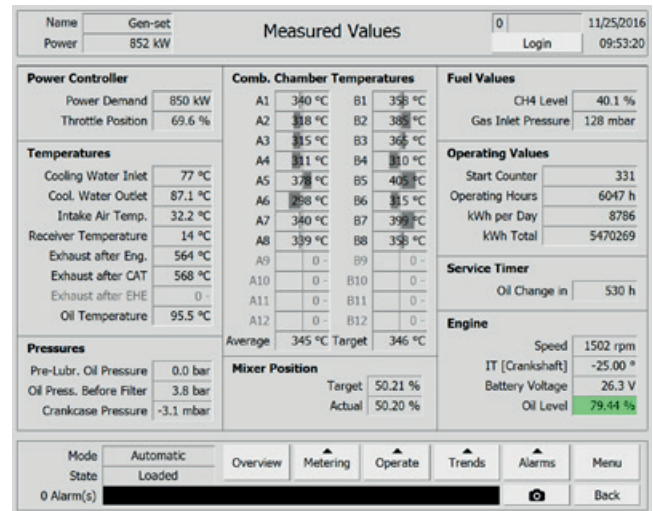 Name Gen-set
Power 852 kW
Measured Values
0
Login
11/25/2016
09:53:20
Power Controller
Power Demand 850 kW
Throttle Position 69.6 %
Temperatures
Cooling Water Inlet 77 °C
Cool. Water Outlet 87.1 °C
Intake Air Temp. 32.2 °C
Receiver Temperature 14 °C
Exhaust after Eng. 564 °C
Exhaust after CAT 568 °C
Exhaust after EHE 0 -
Oil Temperature 95.5 °C
Pressures
Pre-Lubr. Oil Pressure 0.0 bar
Oil Press. Before Filter 3.8 bar
Crankcase Pressure -3.1 mbar
Comb. Chamber Temperatures
A1 340 °C B1 358 °C
A2 318 °C B2 385 °C
A3 315 °C B3 365 °C
A4 311 °C B4 310 °C
A5 378 °C B5 405 °C
A6 298 °C B6 315 °C
A7 340 °C B7 399 °C
A8 339 °C B8 358 °C
A9 0 - B9 0 -
A10 0 - B10 0 -
A11 0 - B11 0 -
A12 0 - B12 0 -
Average 345 °C Target 346 °C
Mixer Position
Target 50.21 %
Actual 50.20 %
Fuel Values
CH4 Level 40.1 %
Gas Inlet Pressure 128 mbar
Operating Values
Start Counter 331
Operating Hours 6047 h
kWh per Day 8786
kWh Total 5470269
Service Timer
Oil Change in 530 h
Engine
Speed 1502 rpm
IT [Crankshaft] -25.00 °
Battery Voltage 26.3 V
Oil Level 79.44 %
Mode Automatic
State Loaded
0 Alarm(s)
Overview Metering Operate Trends Alarms Menu
Back